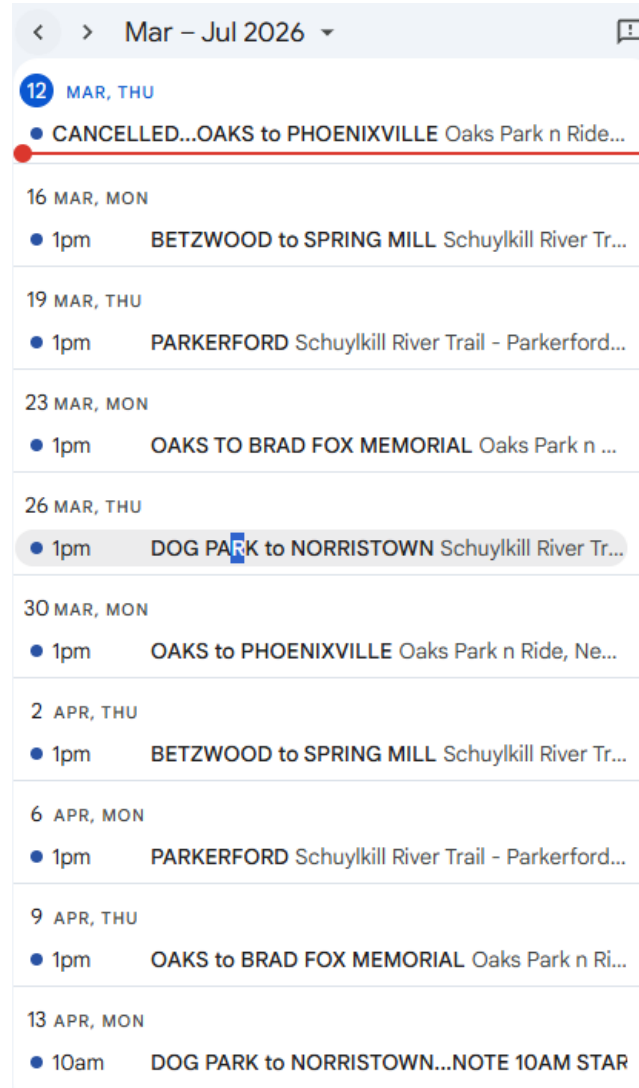 Mar – Jul 2026
12 MAR, THU
CANCELLED...OAKS to PHOENIXVILLE Oaks Park n Ride...
16 MAR, MON
1pm BETZWOOD to SPRING MILL Schuylkill River Tr...
19 MAR, THU
1pm PARKERFORD Schuylkill River Trail - Parkerford...
23 MAR, MON
1pm OAKS TO BRAD FOX MEMORIAL Oaks Park n ...
26 MAR, THU
1pm DOG PARK to NORRISTOWN Schuylkill River Tr...
30 MAR, MON
1pm OAKS to PHOENIXVILLE Oaks Park n Ride, Ne...
2 APR, THU
1pm BETZWOOD to SPRING MILL Schuylkill River Tr...
6 APR, MON
1pm PARKERFORD Schuylkill River Trail - Parkerford...
9 APR, THU
1pm OAKS to BRAD FOX MEMORIAL Oaks Park n Ri...
13 APR, MON
10am DOG PARK to NORRISTOWN...NOTE 10AM STAR